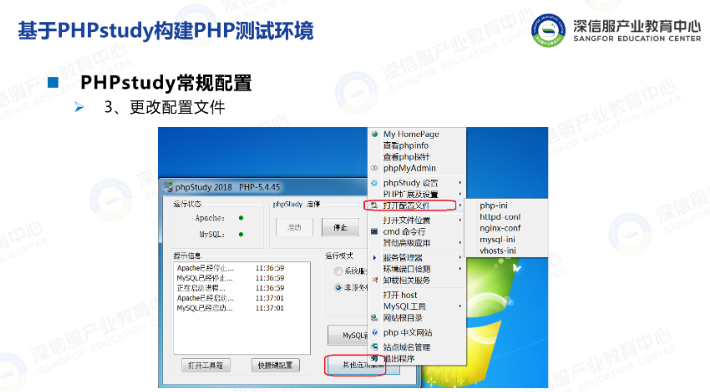 基于PHPstudy构建PHP测试环境
深信服产业教育中心
SANGFOR EDUCATION CENTER
PHPstudy常规配置
3、更改配置文件
phpStudy 2018 PHP-5.4.45
运行状态
Apache:
MySQL:
phpStudy 启停
启动
停止
提示信息
Apache已经停止... 11:36:59
MySQL已经停止... 11:36:59
正在启动进程... 11:36:59
Apache已经启动... 11:37:01
MySQL已经启动... 11:37:01
运行模式
系统服
非服务
MySQL
打开工具箱
快捷键配置
其他选项菜单
My HomePage
查看phpinfo
查看php探针
phpMyAdmin
phpStudy 设置
PHP扩展及设置
打开配置文件
打开文件位置
cmd 命令行
其他高级应用
服务管理器
环境端口检测
卸载相关服务
打开 host
MySQL工具
网站根目录
php 中文网站
站点域名管理
退出程序
php-ini
httpd-conf
nginx-conf
mysql-ini
vhosts-ini